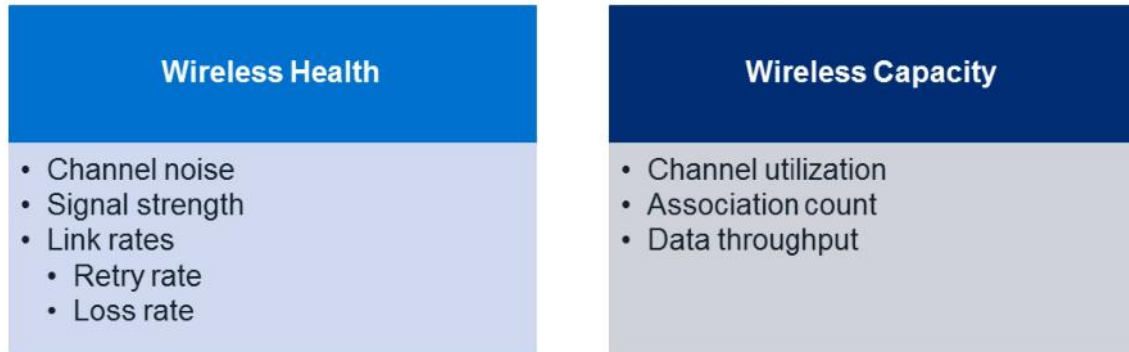 Wireless Health
• Channel noise
• Signal strength
• Link rates
• Retry rate
• Loss rate
Wireless Capacity
• Channel utilization
• Association count
• Data throughput